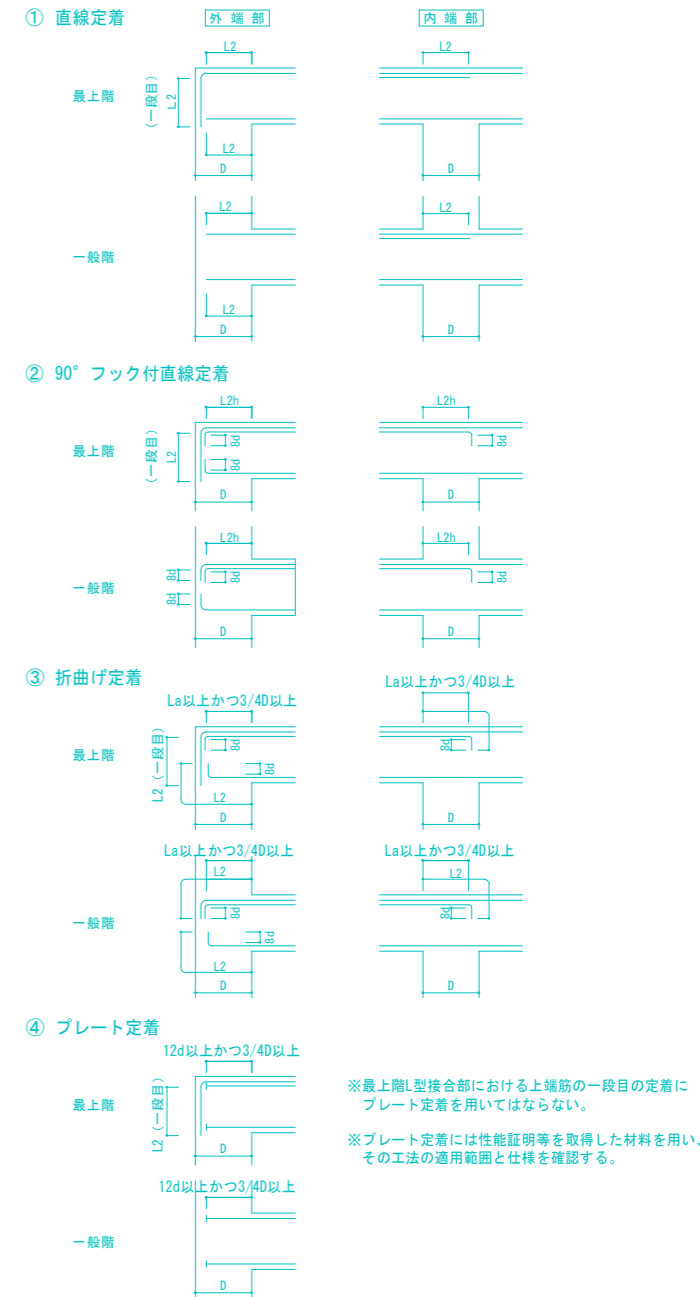 ① 直線定着
外 端 部
内 端 部
L2
L2
最上階
L2
(一段目)
L2
D
D
L2
L2
一般階
L2
D
D
② 90°フック付直線定着
L2h
L2h
最上階
L2
(一段目)
8d
8d
8d
D
D
L2h
L2h
一般階
8d
8d
8d
8d
D
D
③ 折曲げ定着
La以上かつ3/4D以上
La以上かつ3/4D以上
最上階
L2 (一段目)
8d
8d
8d
L2
D
D
La以上かつ3/4D以上
La以上かつ3/4D以上
L2
L2
一般階
8d
8d
8d
L2
D
D
④ プレート定着
12d以上かつ3/4D以上
最上階
L2 (一段目)
D
※最上階L型接合部における上端筋の一段目の定着に
プレート定着を用いてはならない。
※プレート定着には性能証明等を取得した材料を用い、
その工法の適用範囲と仕様を確認する。
12d以上かつ3/4D以上
一般階
D